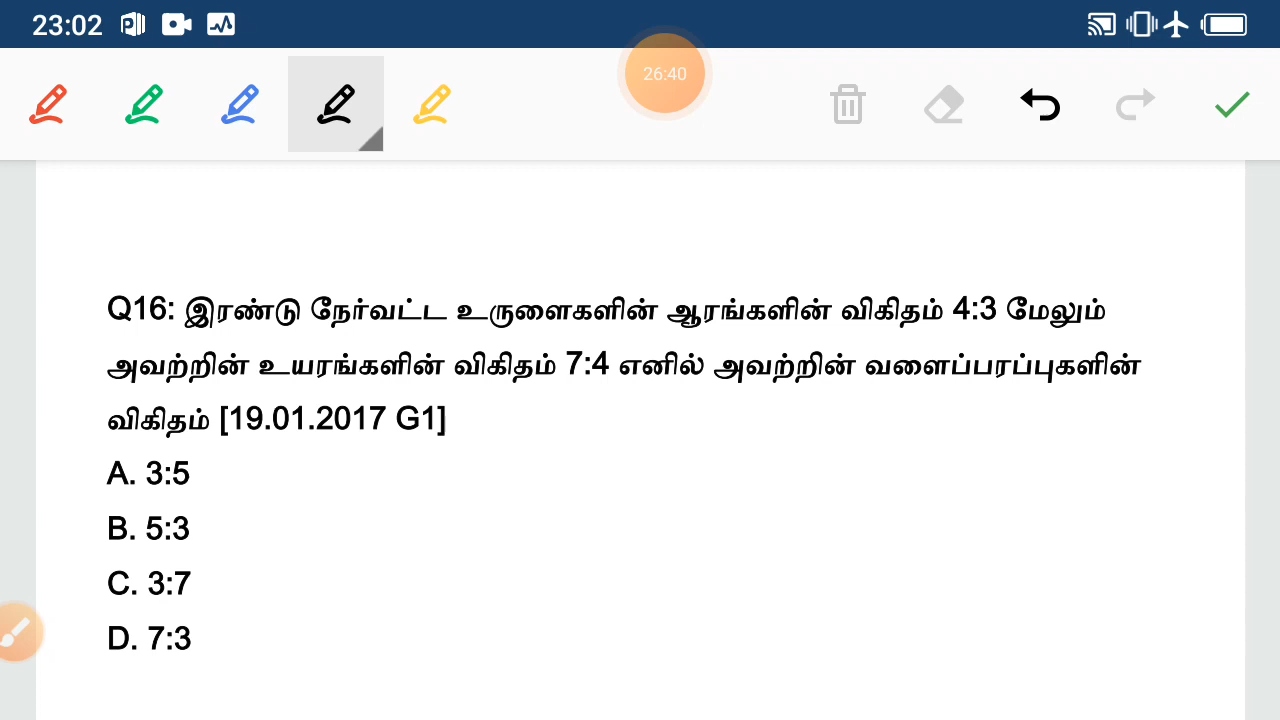 23:02
26:40
Q16: இரண்டு நேர்வட்ட உருளைகளின் ஆரங்களின் விகிதம் 4:3 மேலும்
அவற்றின் உயரங்களின் விகிதம் 7:4 எனில் அவற்றின் வளைப்பரப்புகளின்
விகிதம் [19.01.2017 G1]
A. 3:5
B. 5:3
C. 3:7
D. 7:3